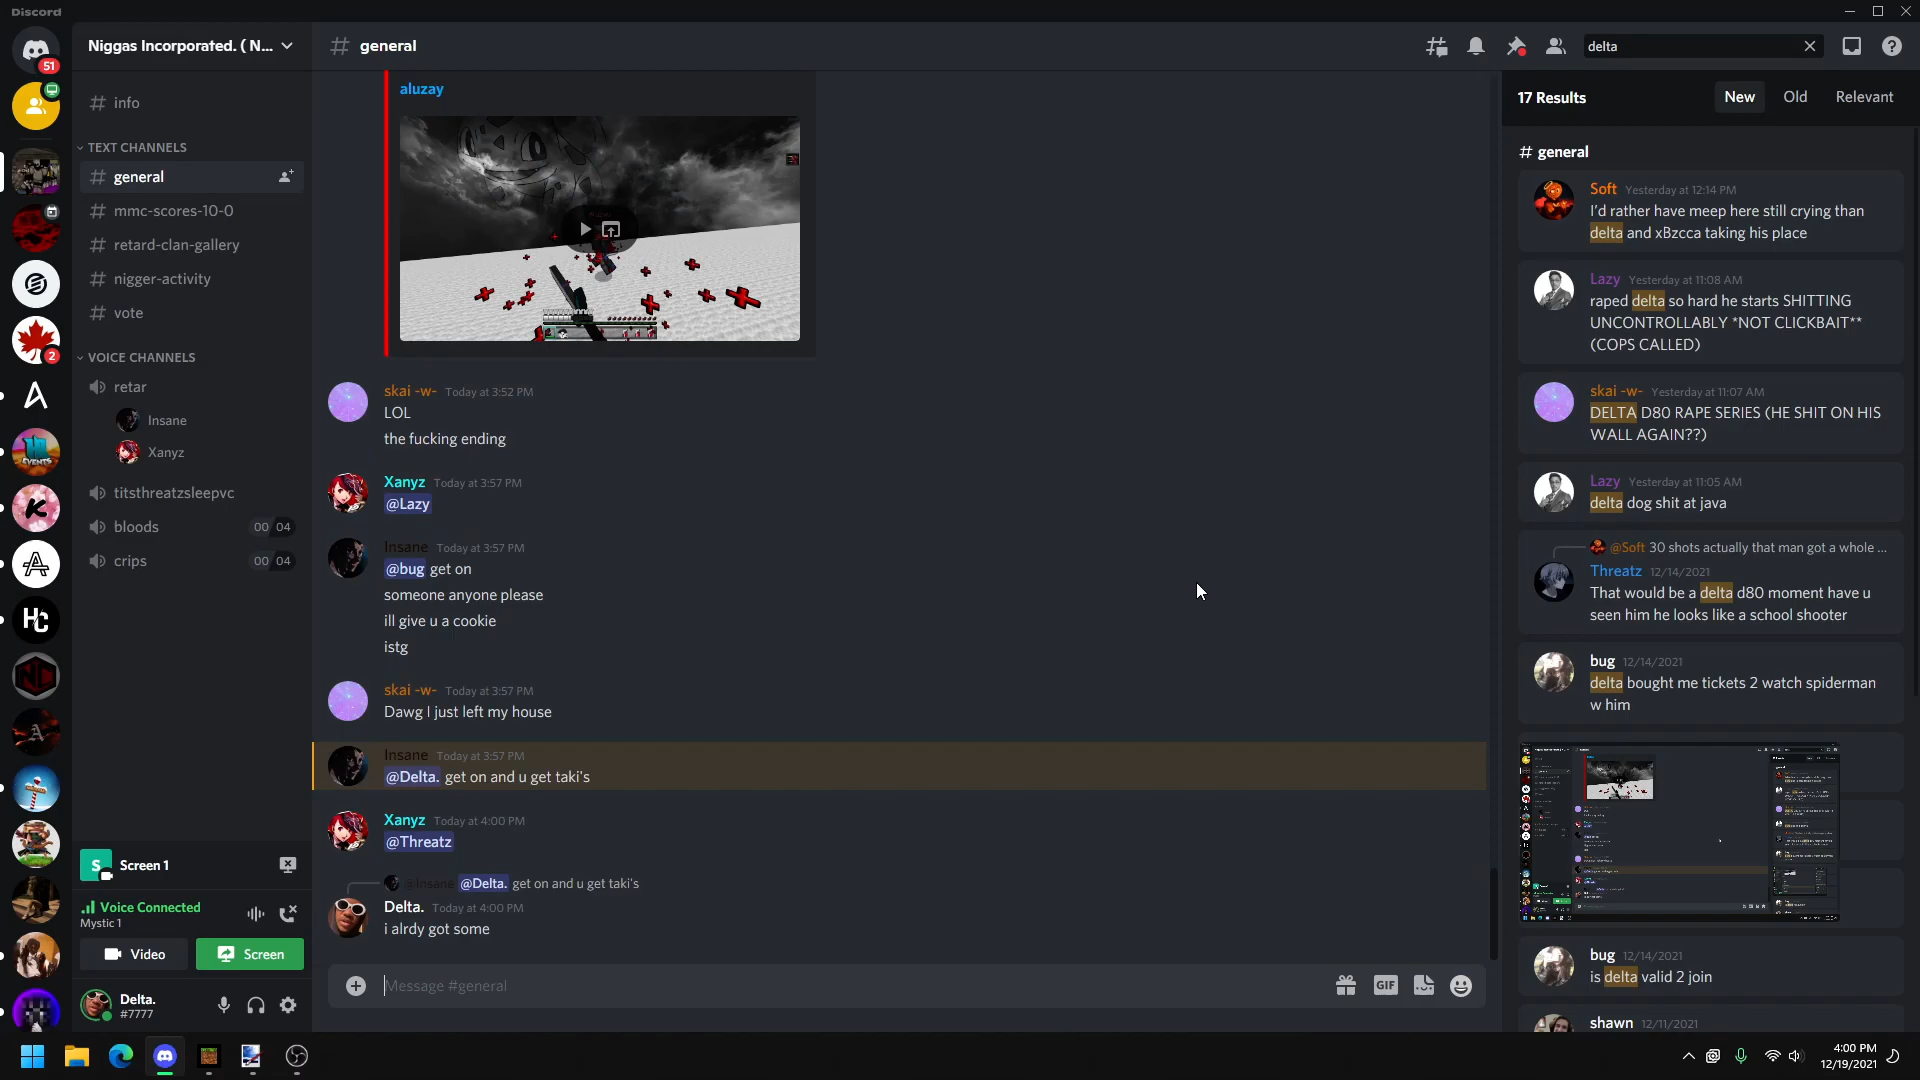 Discord
51
Niggas Incorporated. ( N...
general
delta
info
TEXT CHANNELS
general
mmc-scores-10-0
retard-clan-gallery
nigger-activity
vote
VOICE CHANNELS
retar
Insane
Xanyz
titsthreatzsleepvc
bloods
00 04
crips
00 04
2
EVENTS
Screen 1
Voice Connected
Mystic 1
Video
Screen
Delta.
#7777
aluzay
skai -w- Today at 3:52 PM
LOL
the fucking ending
Xanyz Today at 3:57 PM
@Lazy
Insane Today at 3:57 PM
@bug get on
someone anyone please
ill give u a cookie
istg
skai -w- Today at 3:57 PM
Dawg I just left my house
Insane Today at 3:57 PM
@Delta. get on and u get taki's
Xanyz Today at 4:00 PM
@Threatz
@Insane @Delta. get on and u get taki's
Delta. Today at 4:00 PM
i alrdy got some
Message #general
GIF
17 Results
New
Old
Relevant
# general
Soft Yesterday at 12:14 PM
I'd rather have meep here still crying than
delta and xBzcca taking his place
Lazy Yesterday at 11:08 AM
raped delta so hard he starts SHITTING
UNCONTROLLABLY *NOT CLICKBAIT**
(COPS CALLED)
skai -w- Yesterday at 11:07 AM
DELTA D80 RAPE SERIES (HE SHIT ON HIS
WALL AGAIN??)
Lazy Yesterday at 11:05 AM
delta dog shit at java
@Soft 30 shots actually that man got a whole ...
Threatz 12/14/2021
That would be a delta d80 moment have u
seen him he looks like a school shooter
bug 12/14/2021
delta bought me tickets 2 watch spiderman
w him
bug 12/14/2021
is delta valid 2 join
shawn 12/11/2021
4:00 PM
12/19/2021